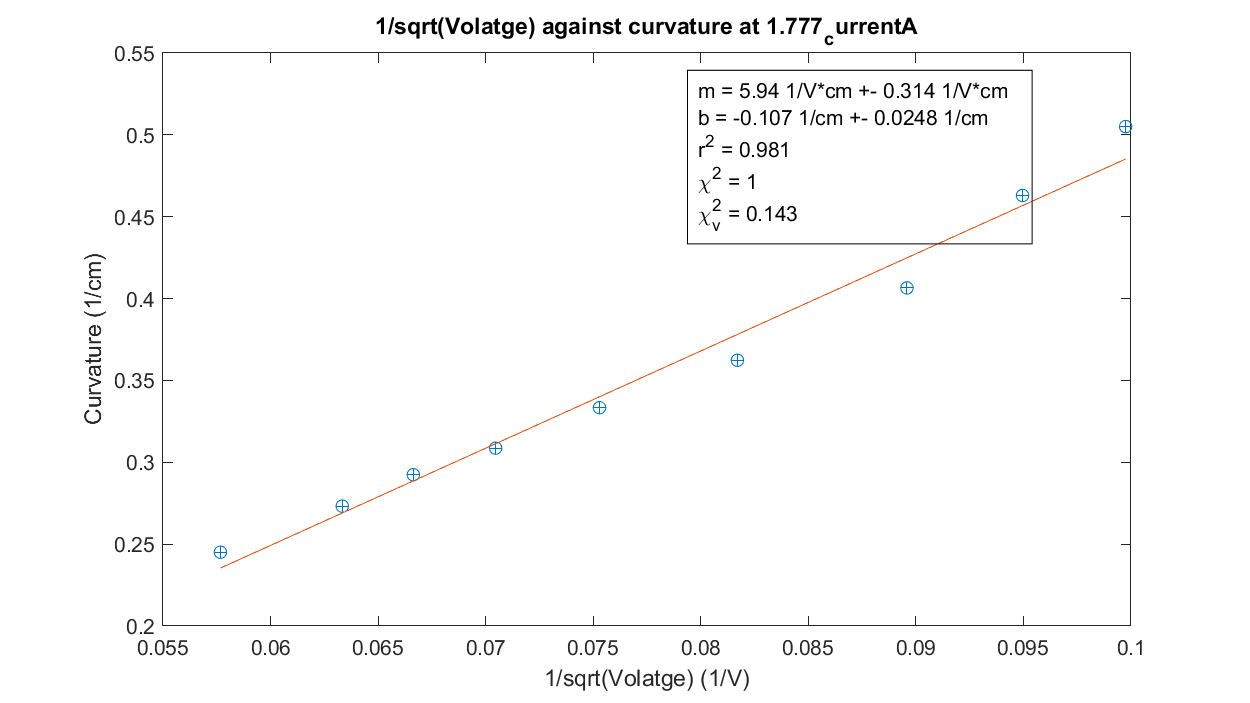 1/sqrt(Volatge) against curvature at 1.777_currentA
m = 5.94 1/V*cm +- 0.314 1/V*cm
b = -0.107 1/cm +- 0.0248 1/cm
r² = 0.981
χ² = 1
χ²ᵥ = 0.143
Curvature (1/cm)
0.55
0.5
0.45
0.4
0.35
0.3
0.25
0.2
0.055 0.06 0.065 0.07 0.075 0.08 0.085 0.09 0.095 0.1
1/sqrt(Volatge) (1/V)